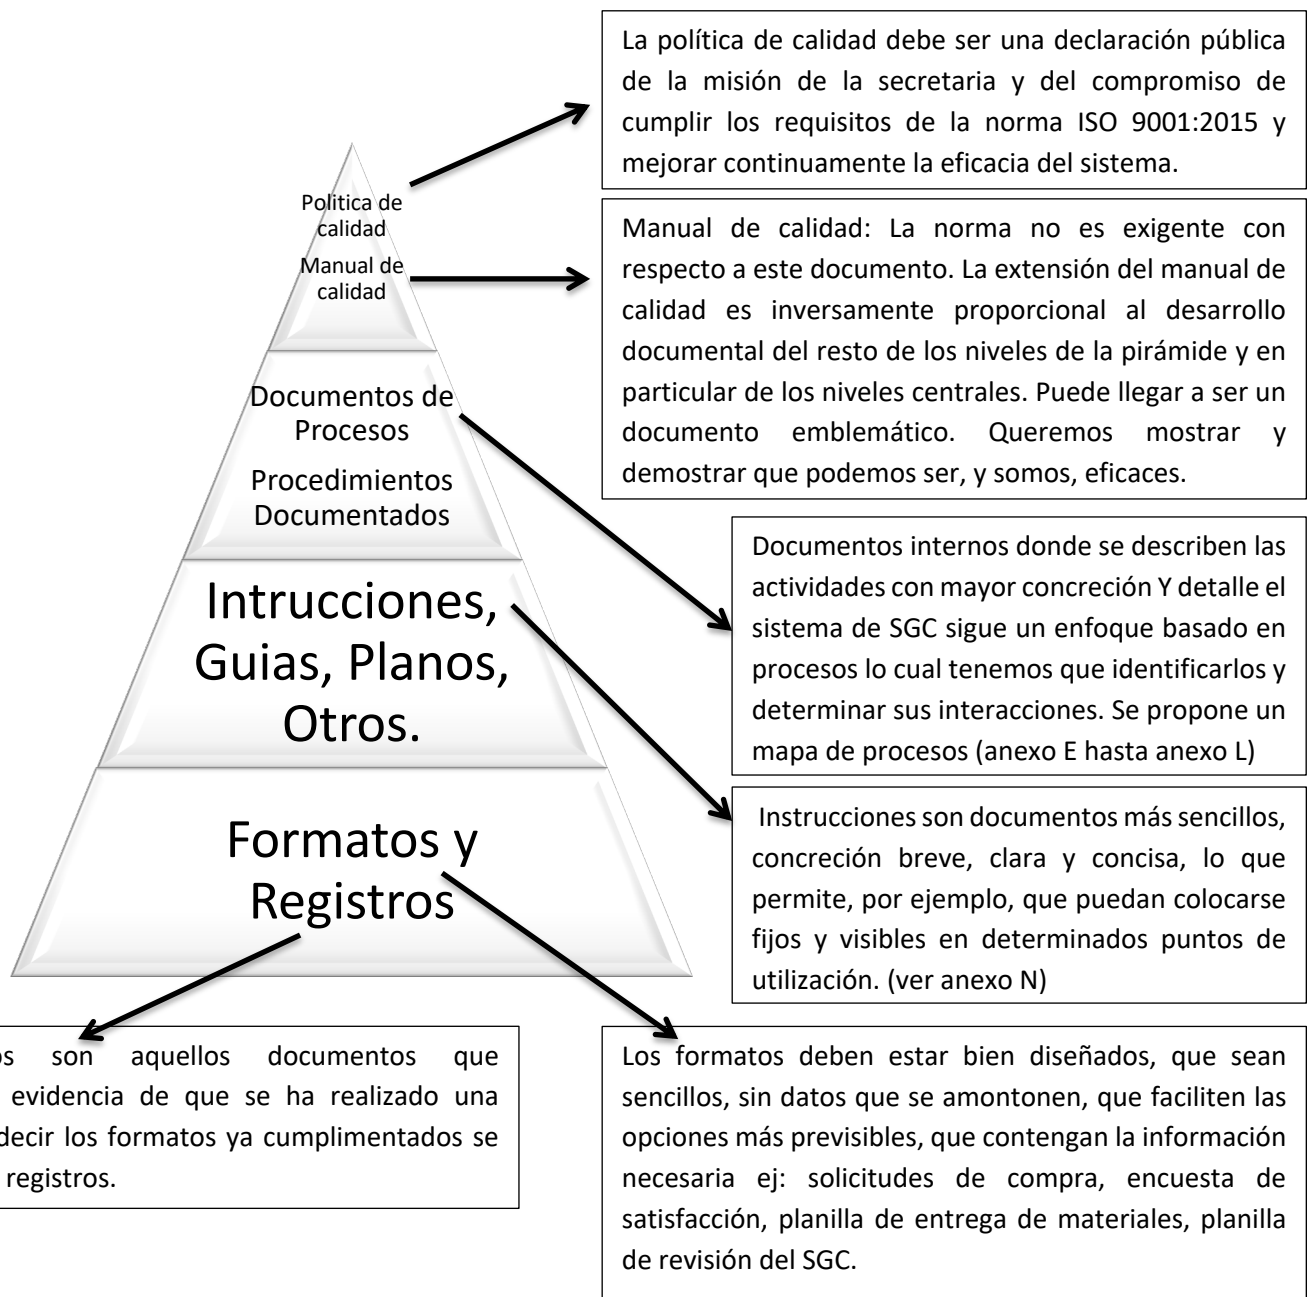 La política de calidad debe ser una declaración pública
de la misión de la secretaria y del compromiso de
cumplir los requisitos de la norma ISO 9001:2015 y
mejorar continuamente la eficacia del sistema.
Politica de
calidad
Manual de
calidad
Manual de calidad: La norma no es exigente con
respecto a este documento. La extensión del manual de
calidad es inversamente proporcional al desarrollo
documental del resto de los niveles de la pirámide y en
particular de los niveles centrales. Puede llegar a ser un
documento emblemático. Queremos mostrar y
demostrar que podemos ser, y somos, eficaces.
Documentos de
Procesos
Procedimientos
Documentados
Documentos internos donde se describen las
actividades con mayor concreción Y detalle el
sistema de SGC sigue un enfoque basado en
procesos lo cual tenemos que identificarlos y
determinar sus interacciones. Se propone un
mapa de procesos (anexo E hasta anexo L)
Intrucciones,
Guias, Planos,
Otros.
Instrucciones son documentos más sencillos,
concreción breve, clara y concisa, lo que
permite, por ejemplo, que puedan colocarse
fijos y visibles en determinados puntos de
utilización. (ver anexo N)
Formatos y
Registros
os son aquellos documentos que
evidencia de que se ha realizado una
decir los formatos ya cumplimentados se
registros.
Los formatos deben estar bien diseñados, que sean
sencillos, sin datos que se amontonen, que faciliten las
opciones más previsibles, que contengan la información
necesaria ej: solicitudes de compra, encuesta de
satisfacción, planilla de entrega de materiales, planilla
de revisión del SGC.